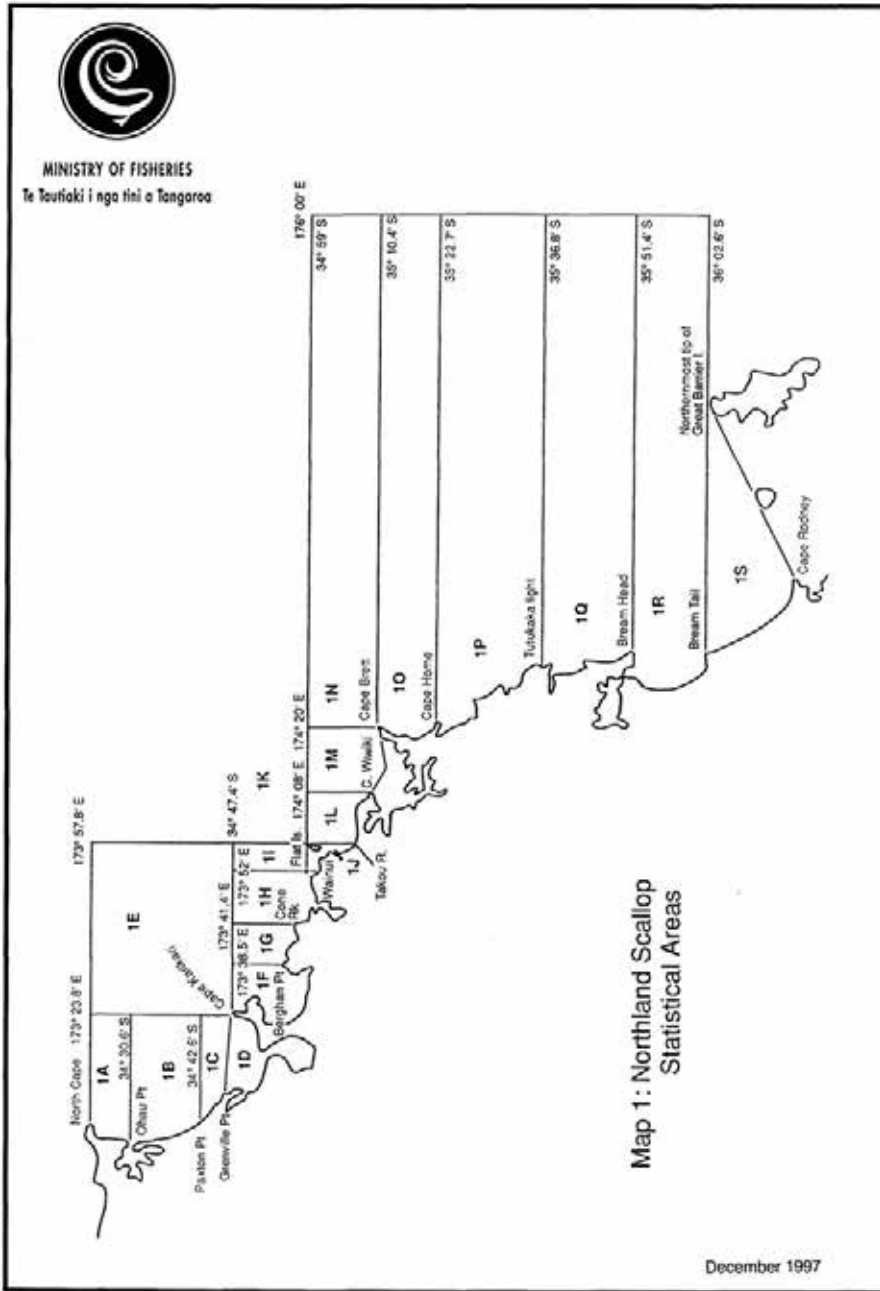 MINISTRY OF FISHERIES
Te Tautiaki i nga tini a Tangaroa
North Cape
173° 23.8' E
173° 57.8' E
1A
34° 30.6' S
Ohau Pt
1B
1E
34° 42.6' S
Paxton Pt
1C
Grenville Pt
Cape Karikari
1D
34° 47.4' S
173° 38.5' E
173° 41.4' E
173° 52' E
1F
1G
1H
1I
1K
Berghan Pt
Cone
Rk
Wainui
1J
Takou R.
Flat Is.
174° 08' E
174° 20' E
176° 00' E
34° 59' S
1L
1M
1N
C. Wiwiki
Cape Brett
35° 10.4' S
1O
Cape Home
35° 22.7' S
1P
Tutukaka light
35° 36.8' S
1Q
Bream Head
35° 51.4' S
1R
Bream Tail
36° 02.6' S
Northernmost tip of
Great Barrier I.
1S
Cape Rodney
Map 1: Northland Scallop
Statistical Areas
December 1997